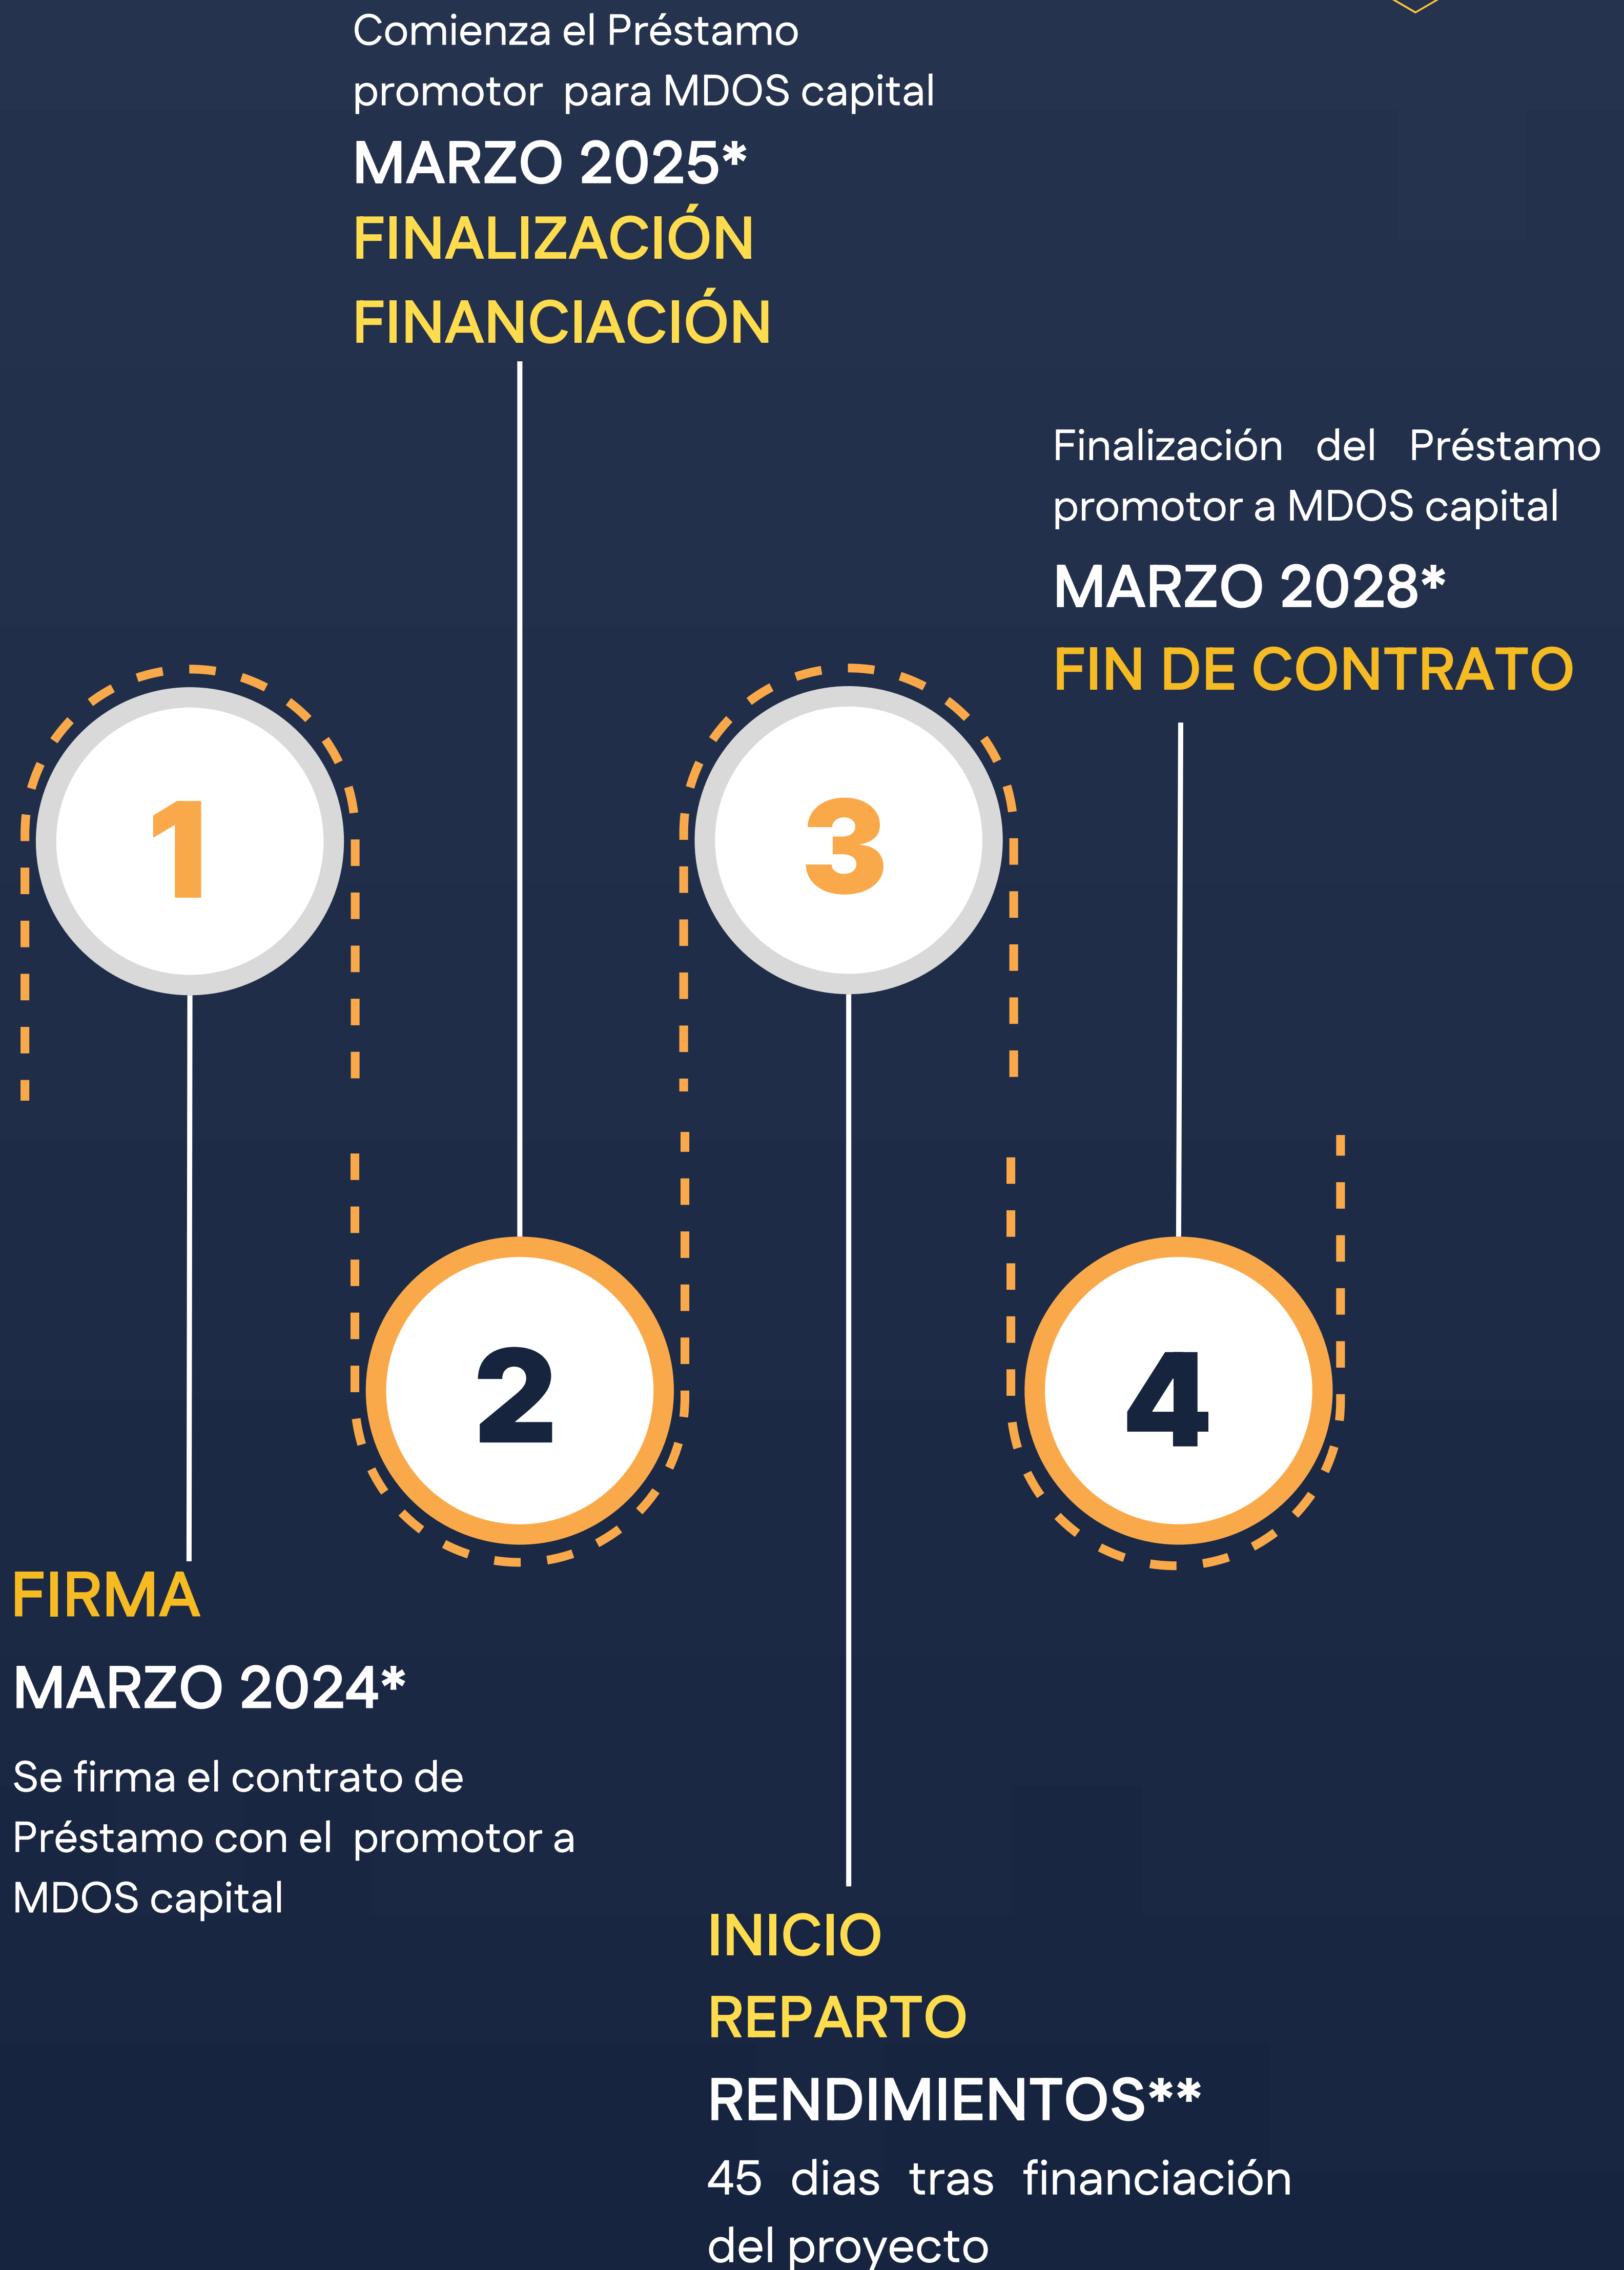 Comienza el Préstamo
promotor para MDOS capital
MARZO 2025*
FINALIZACIÓN
FINANCIACIÓN
Finalización del Préstamo
promotor a MDOS capital
MARZO 2028*
FIN DE CONTRATO
1
3
2
4
FIRMA
MARZO 2024*
Se firma el contrato de
Préstamo con el promotor a
MDOS capital
INICIO
REPARTO
RENDIMIENTOS**
45 dias tras financiación
del proyecto